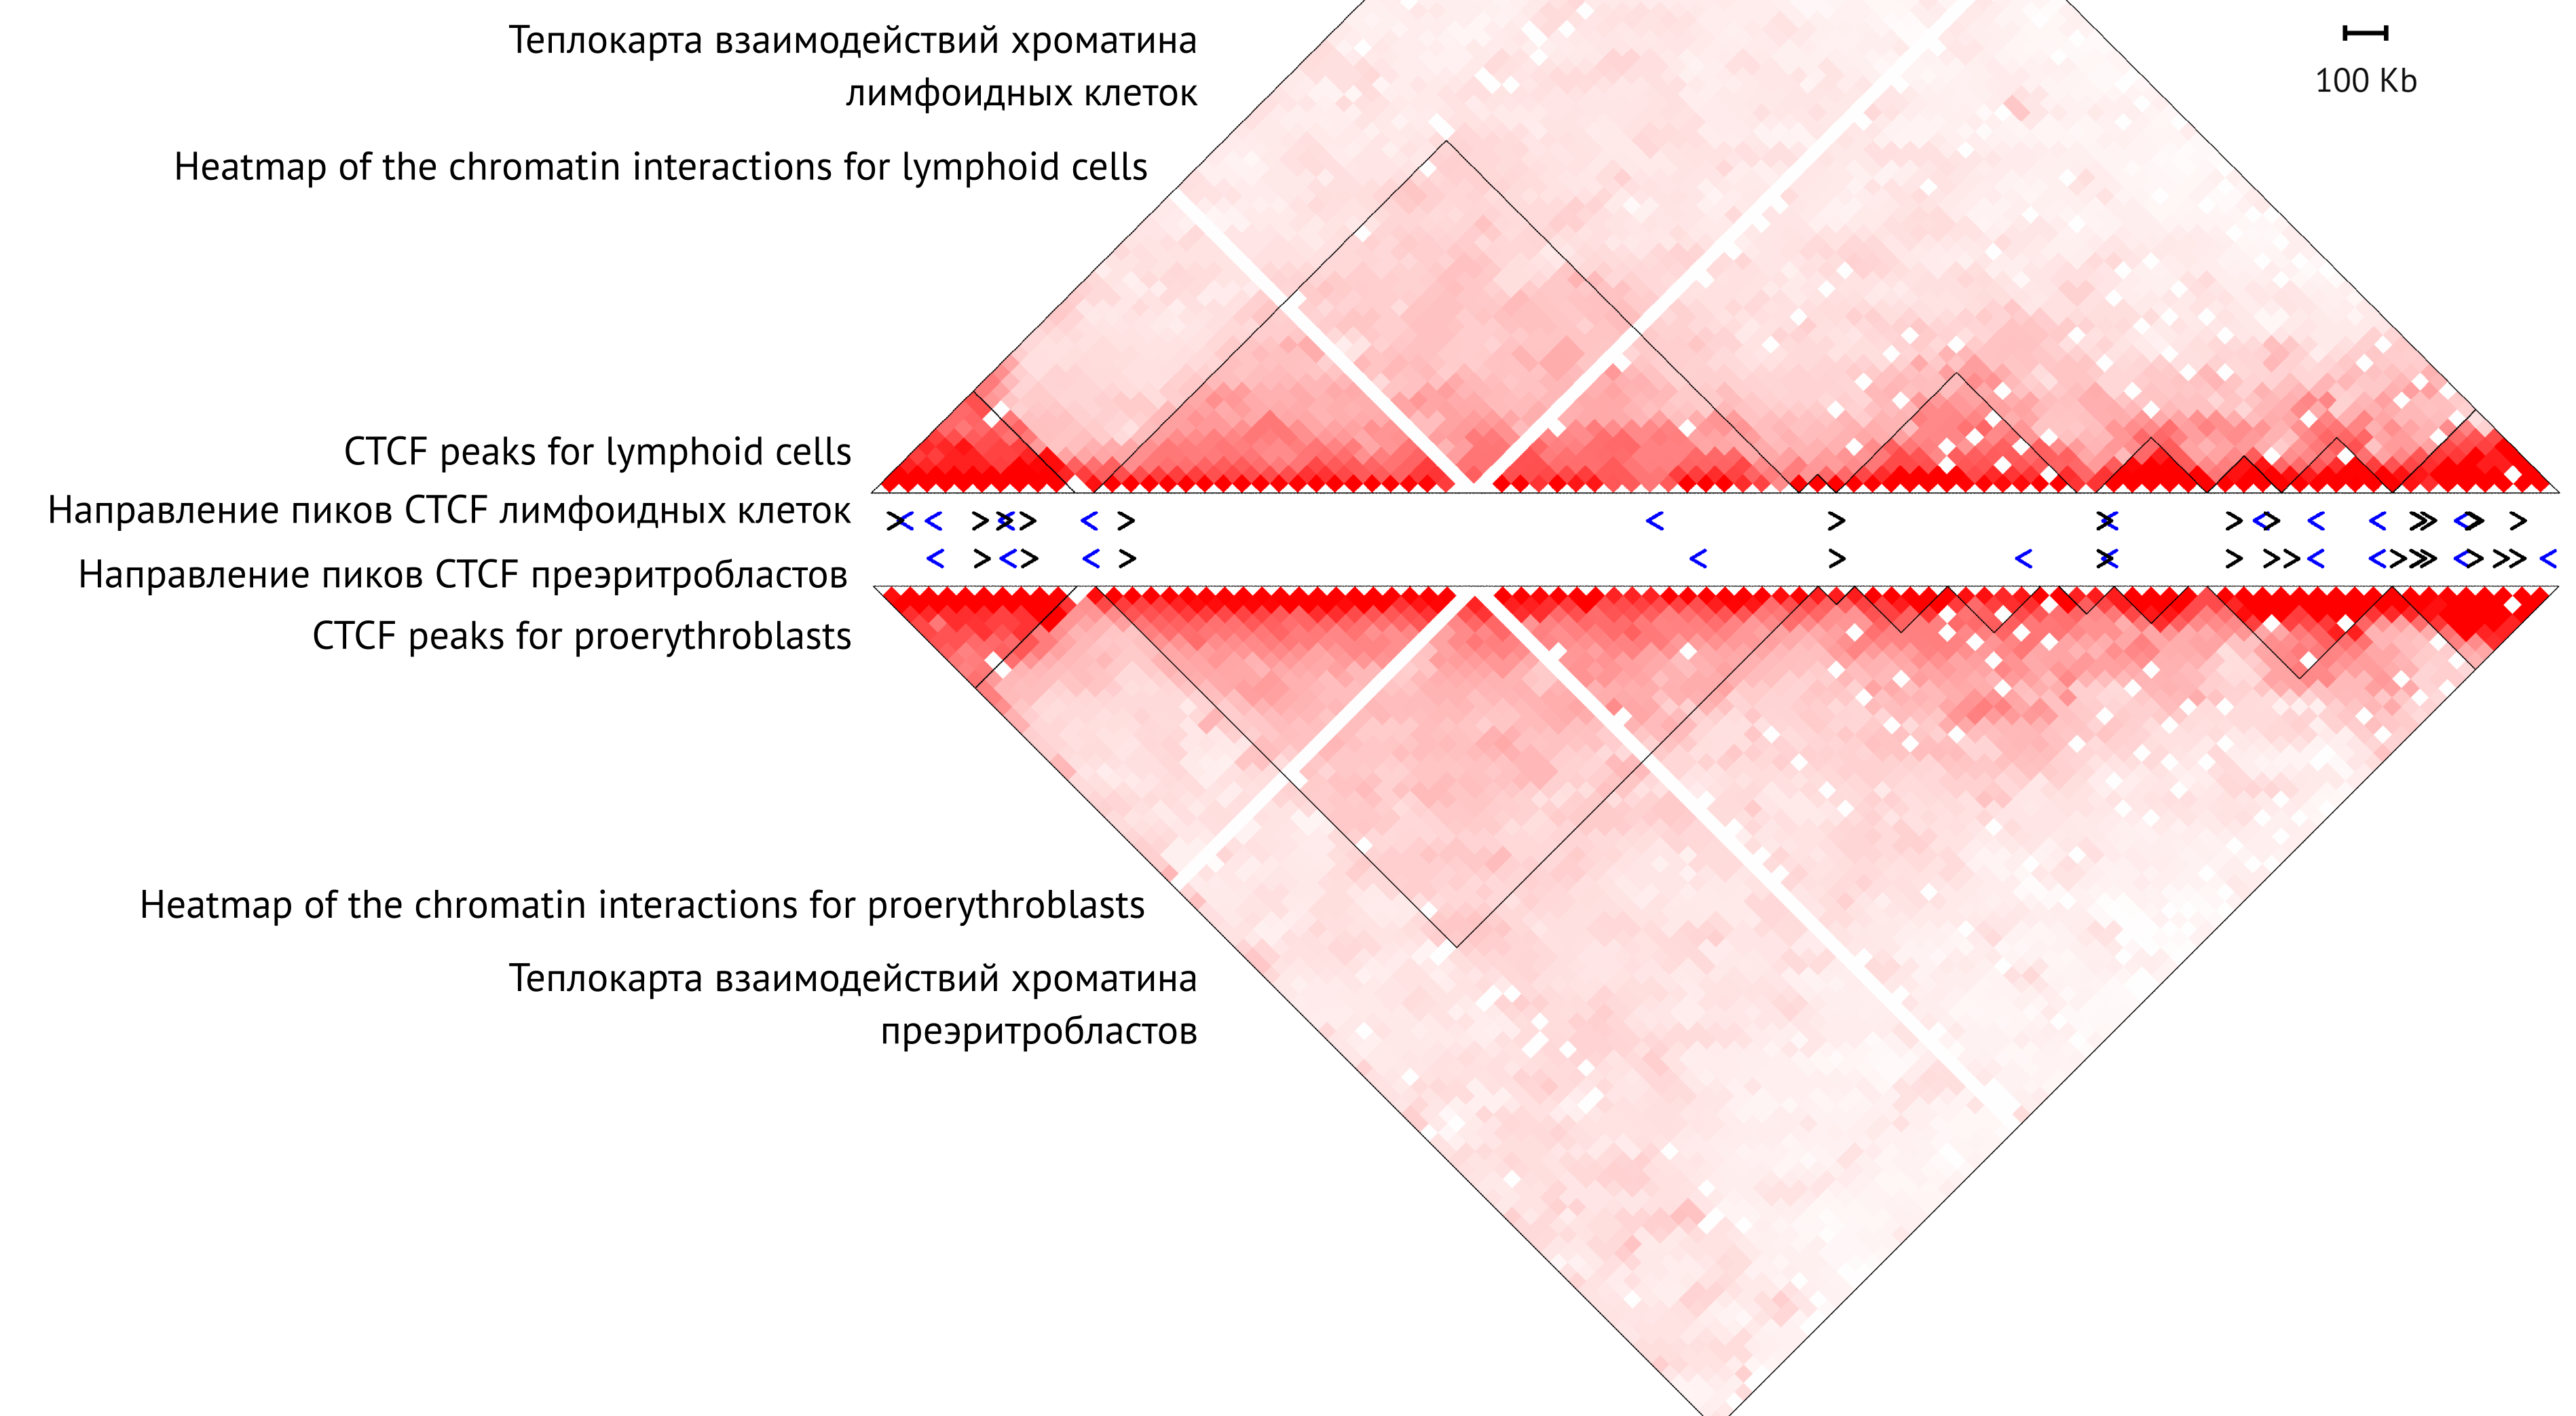 Теплокарта взаимодействий хроматина
лимфоидных клеток
100 Kb
Heatmap of the chromatin interactions for lymphoid cells
CTCF peaks for lymphoid cells
Направление пиков CTCF лимфоидных клеток
Направление пиков CTCF преэритробластов
CTCF peaks for proerythroblasts
Heatmap of the chromatin interactions for proerythroblasts
Теплокарта взаимодействий хроматина
преэритробластов